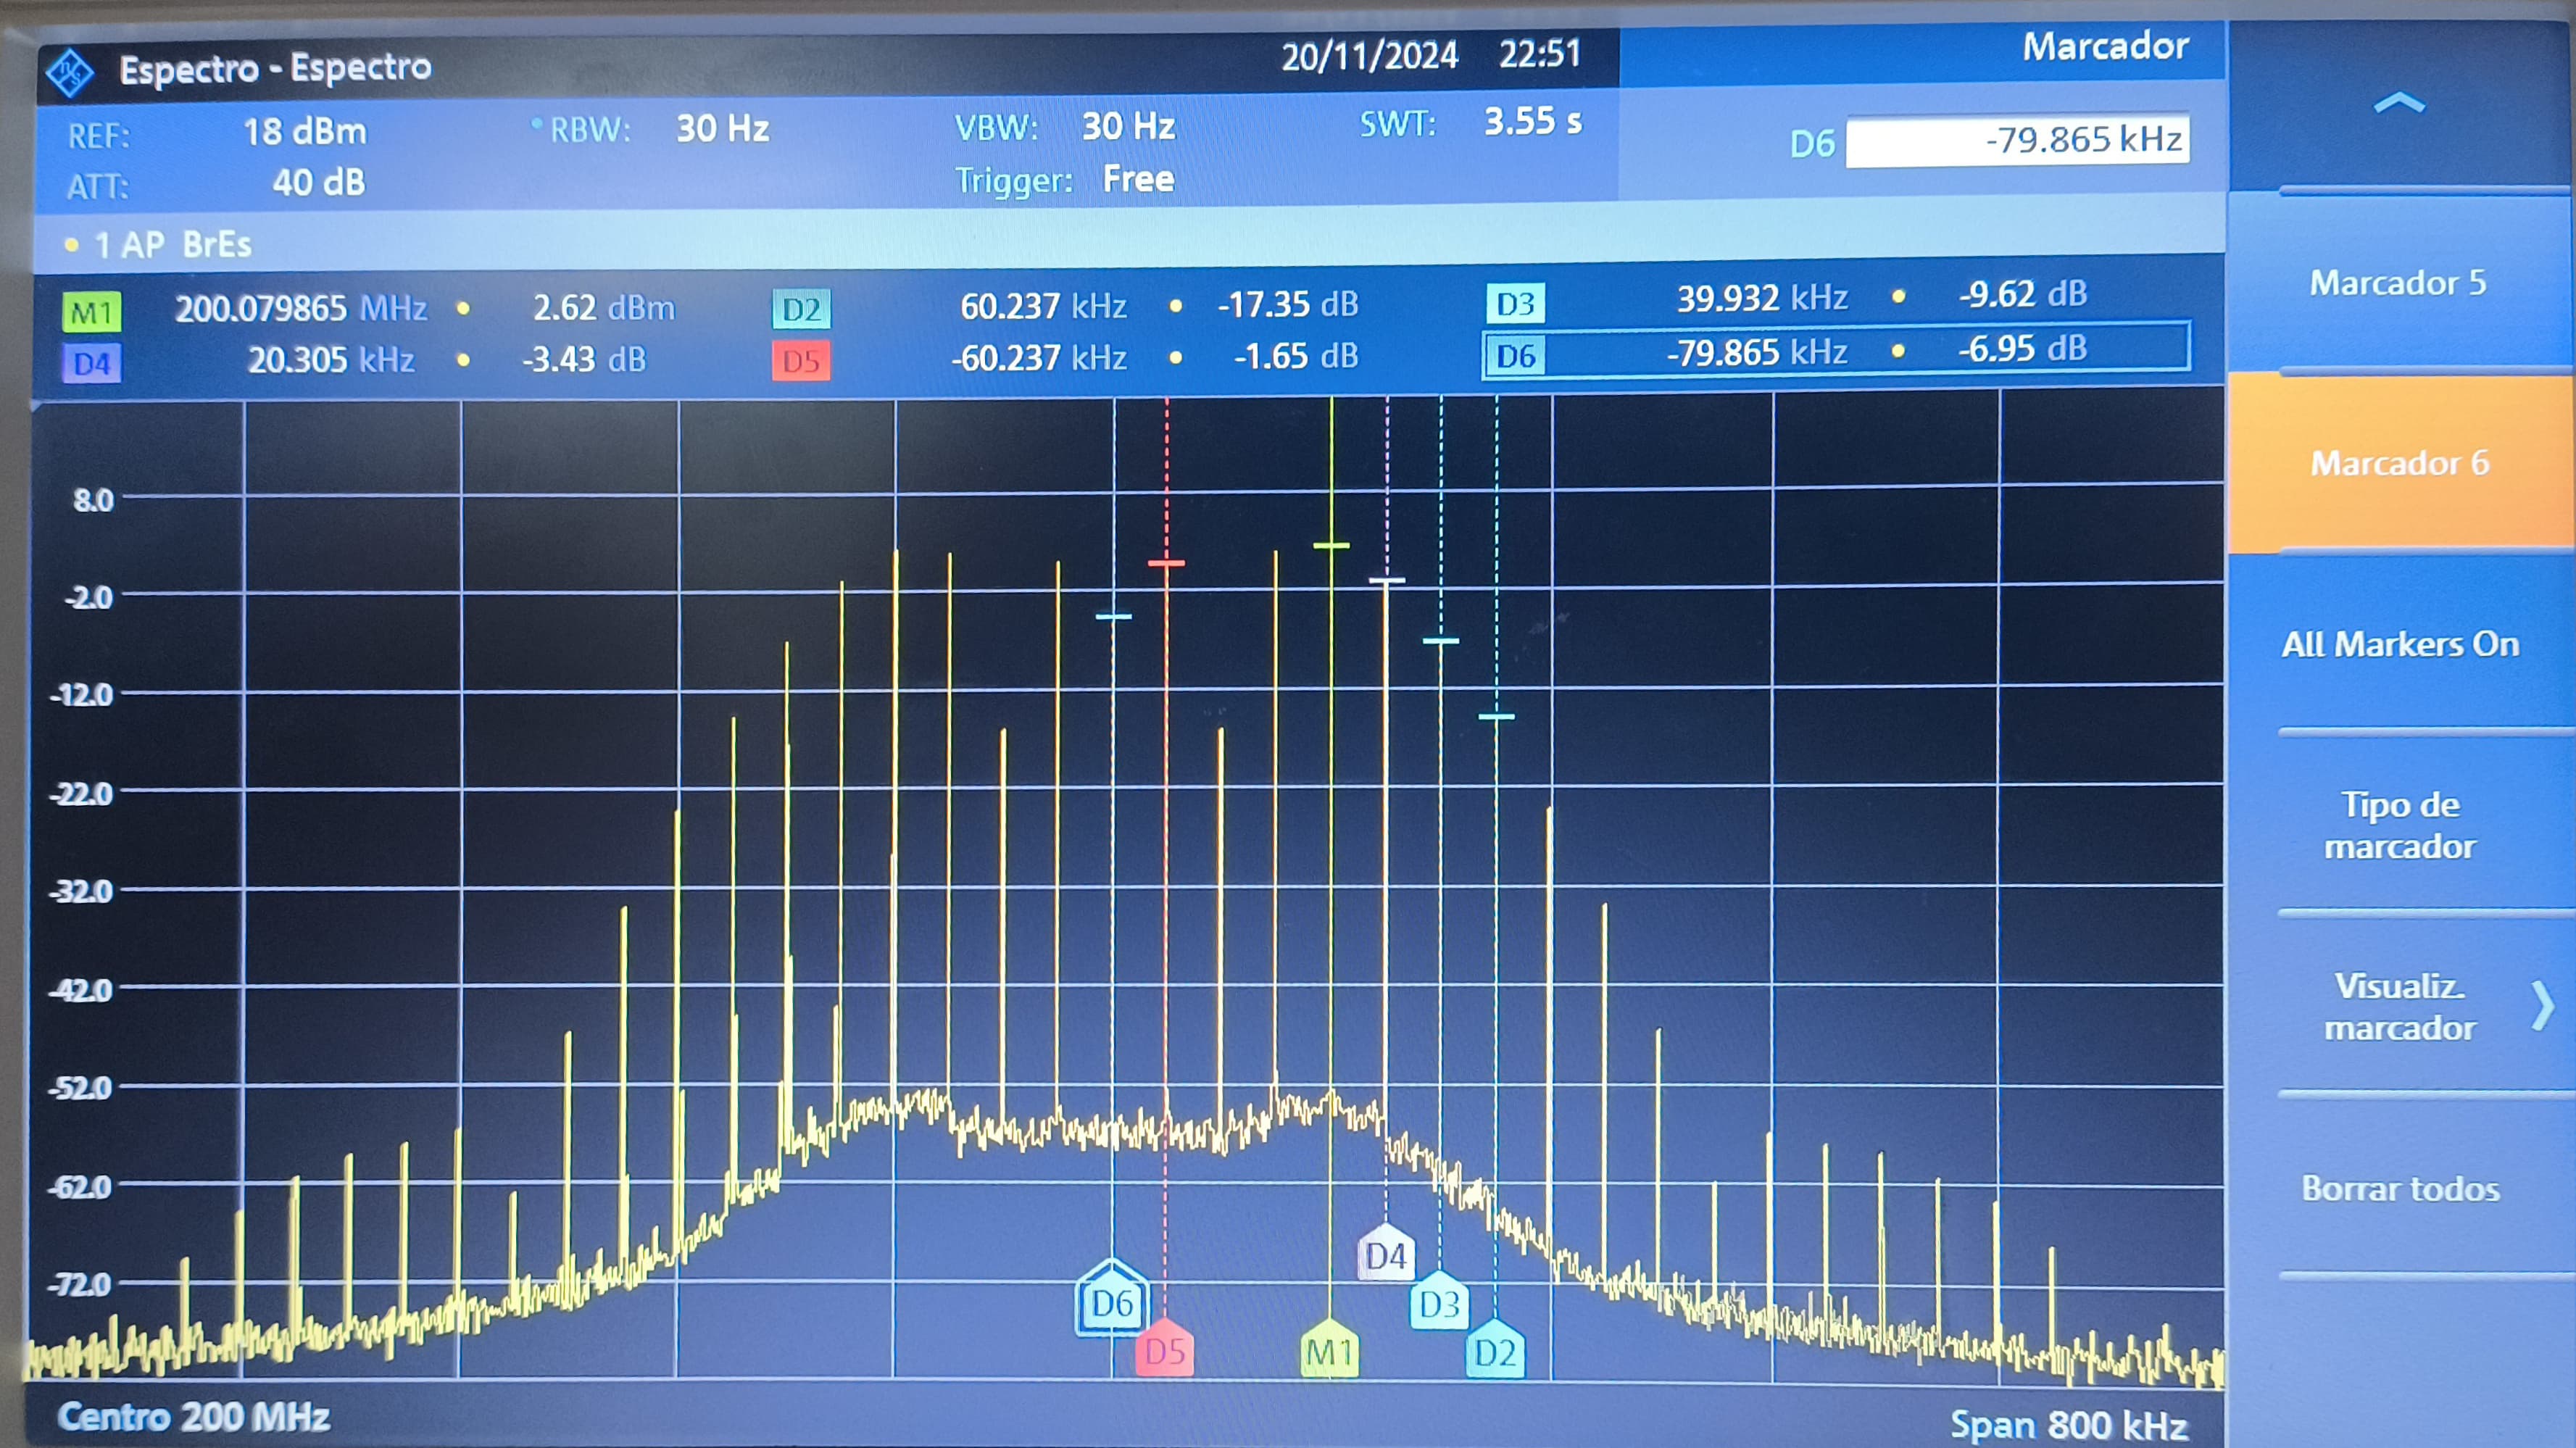 Espectro - Espectro 20/11/2024 22:51 Marcador
REF: 18 dBm RBW: 30 Hz VBW: 30 Hz SWT: 3.55 s D6 -79.865 kHz
ATT: 40 dB Trigger: Free
1 AP BrEs
M1 200.079865 MHz 2.62 dBm D2 60.237 kHz -17.35 dB D3 39.932 kHz -9.62 dB
D4 20.305 kHz -3.43 dB D5 -60.237 kHz -1.65 dB D6 -79.865 kHz -6.95 dB
8.0
-2.0
-12.0
-22.0
-32.0
-42.0
-52.0
-62.0
-72.0
D4
D6 D3
D5 M1 D2
Centro 200 MHz Span 800 kHz
Marcador 5
Marcador 6
All Markers On
Tipo de
marcador
Visualiz.
marcador
Borrar todos